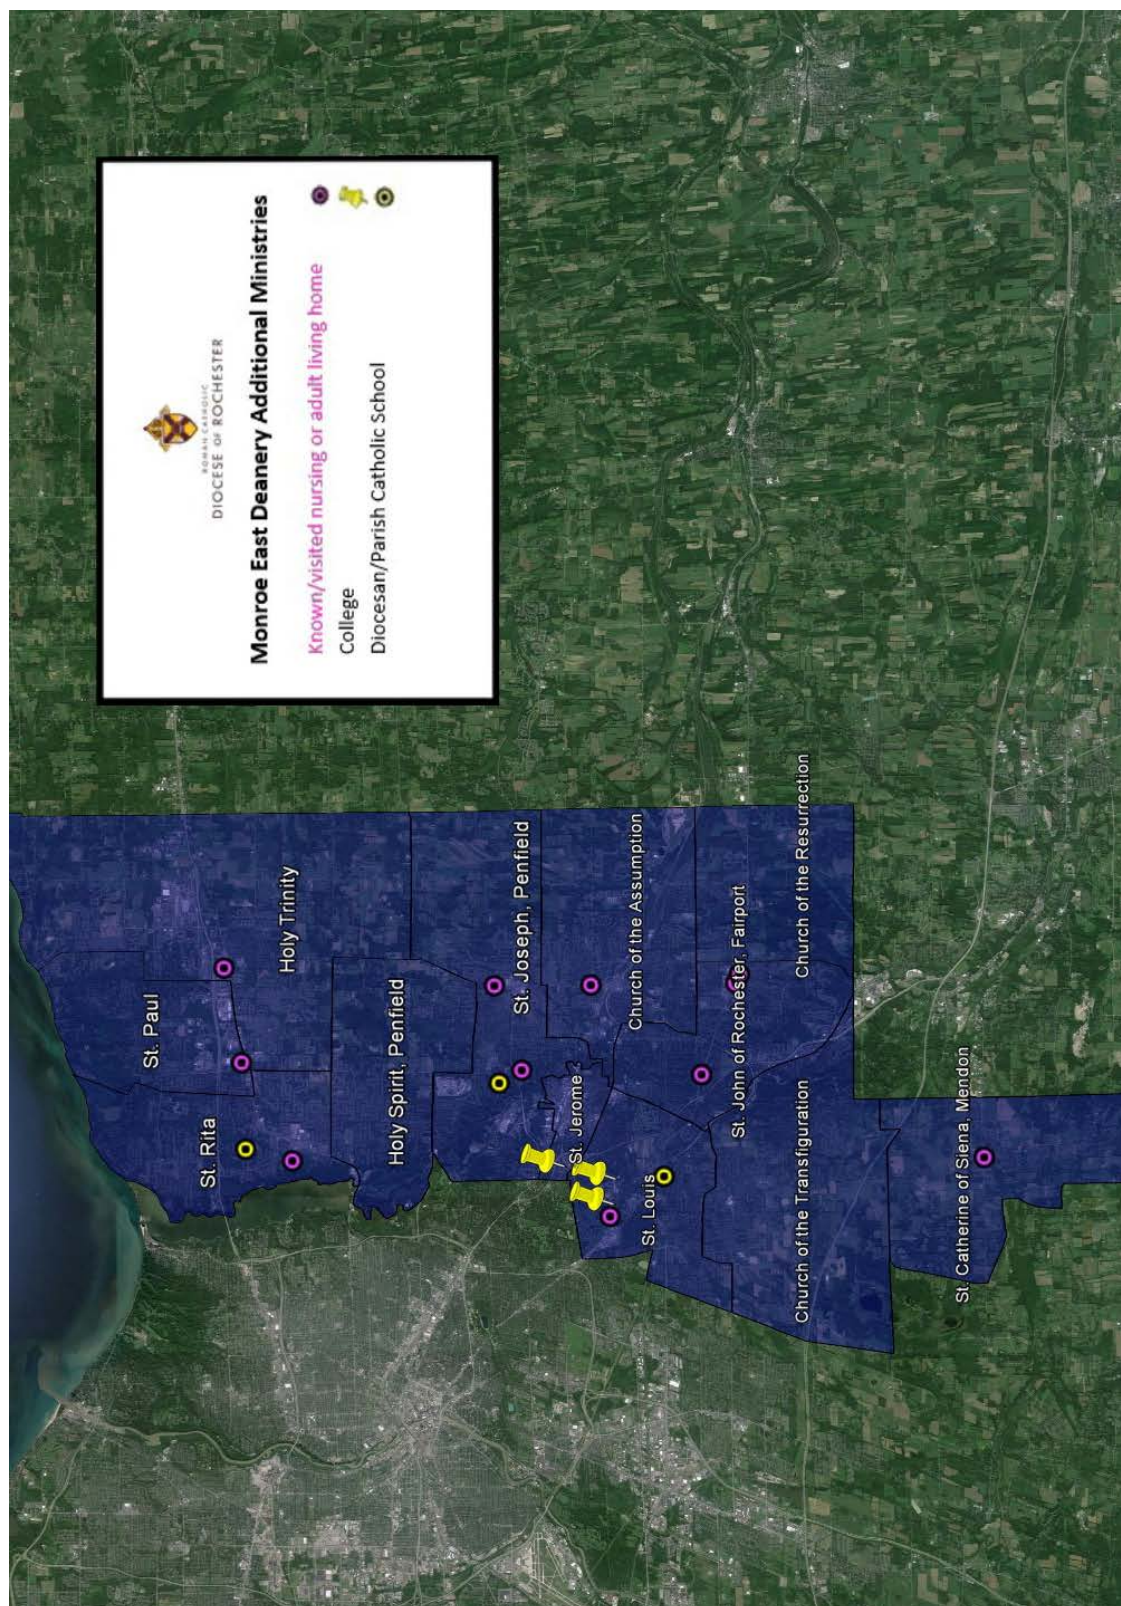 ROMAN CATHOLIC
DIOCESE of ROCHESTER
Monroe East Deanery Additional Ministries
Known/visited nursing or adult living home
College
Diocesan/Parish Catholic School
St. Paul
St. Rita
Holy Trinity
Holy Spirit, Penfield
St. Joseph, Penfield
St. Jerome
Church of the Assumption
St. Louis
St. John of Rochester, Fairport
Church of the Resurrection
Church of the Transfiguration
St. Catherine of Siena, Mendon